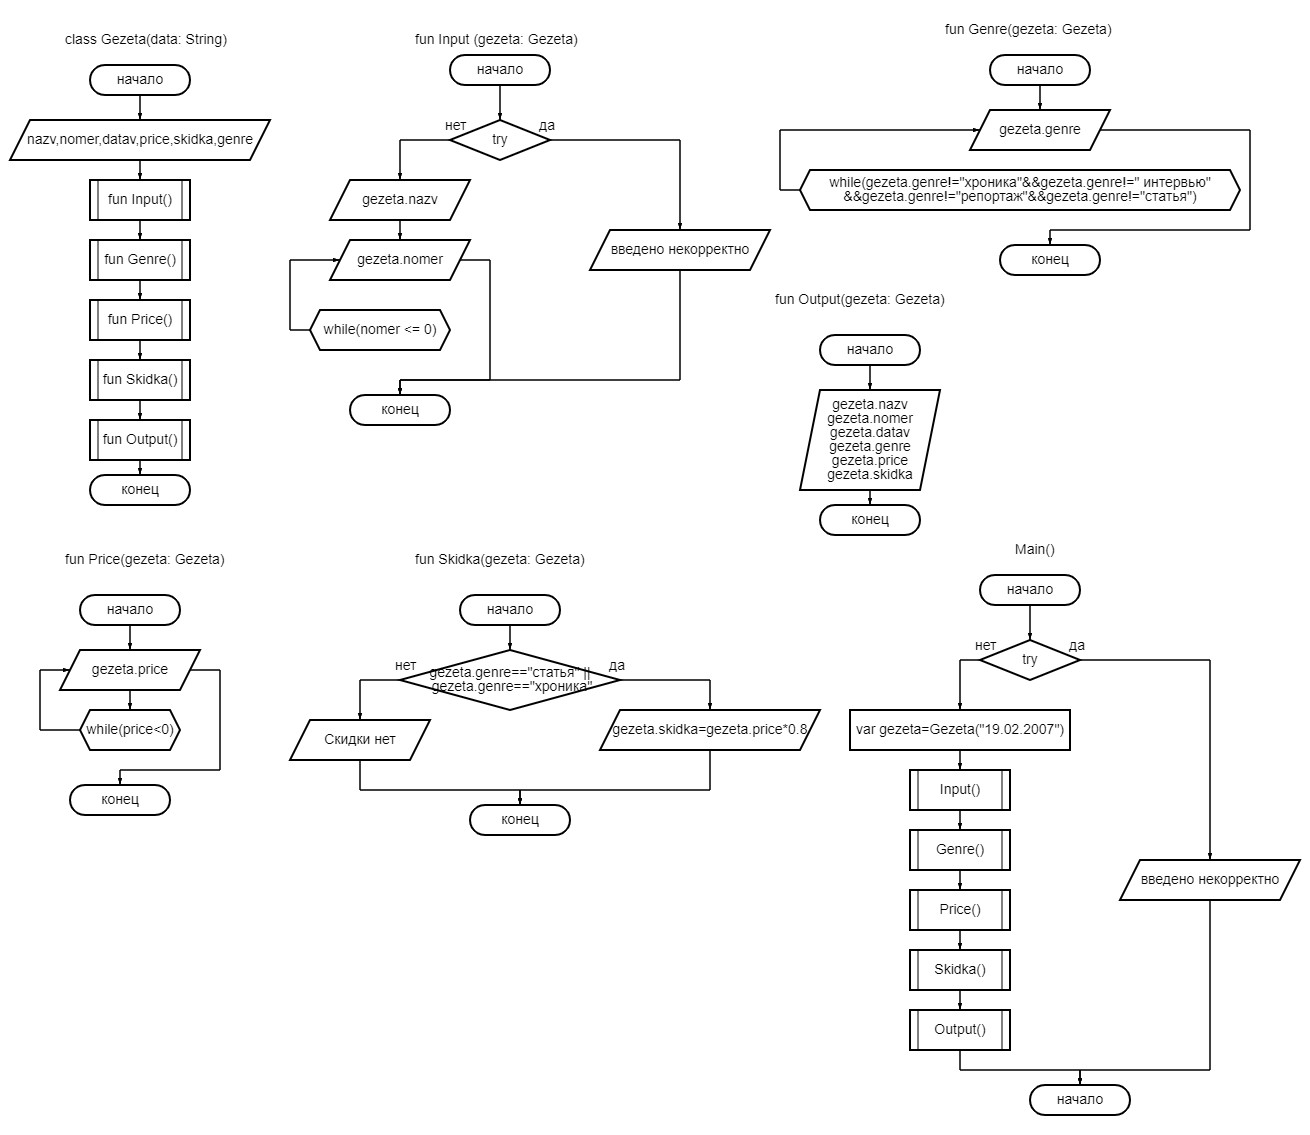 class Gezeta(data: String)
начало
nazv,nomer,datav,price,skidka,genre
fun Input()
fun Genre()
fun Price()
fun Skidka()
fun Output()
конец
fun Input (gezeta: Gezeta)
начало
нет
да
try
gezeta.nazv
gezeta.nomer
while(nomer <= 0)
введено некорректно
конец
fun Genre(gezeta: Gezeta)
начало
gezeta.genre
while(gezeta.genre!="хроника"&&gezeta.genre!=" интервью"
&&gezeta.genre!="репортаж"&&gezeta.genre!="статья")
конец
fun Output(gezeta: Gezeta)
начало
gezeta.nazv
gezeta.nomer
gezeta.datav
gezeta.genre
gezeta.price
gezeta.skidka
конец
fun Price(gezeta: Gezeta)
начало
gezeta.price
while(price<0)
конец
fun Skidka(gezeta: Gezeta)
начало
нет
да
gezeta.genre=="статья" ||
gezeta.genre=="хроника"
Скидки нет
gezeta.skidka=gezeta.price*0.8
конец
Main()
начало
нет
да
try
var gezeta=Gezeta("19.02.2007")
Input()
Genre()
Price()
Skidka()
Output()
введено некорректно
начало